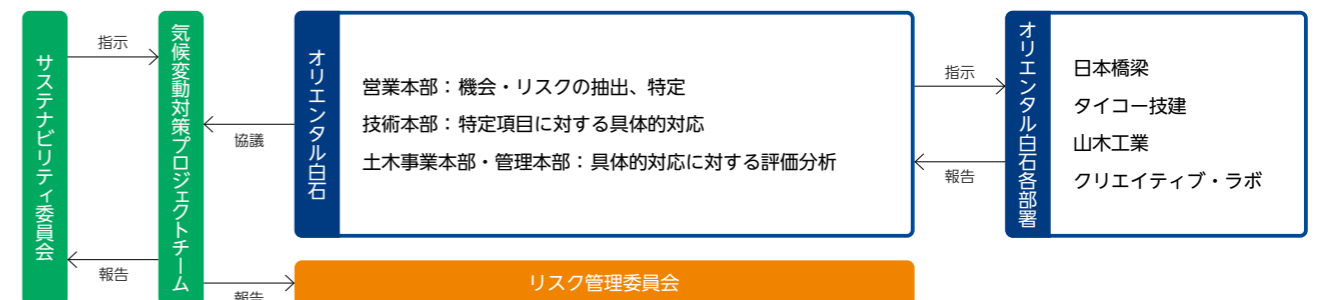 サステナビリティ委員会
指示
報告
気候変動対策プロジェクトチーム
協議
報告
オリエンタル白石
営業本部：機会・リスクの抽出、特定
技術本部：特定項目に対する具体的対応
土木事業本部・管理本部：具体的対応に対する評価分析
指示
報告
オリエンタル白石各部署
日本橋梁
タイコー技建
山木工業
クリエイティブ・ラボ
リスク管理委員会